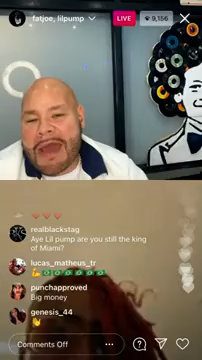 fatjoe, lilpump
LIVE
9,156
realblackstag
Aye Lil pump are you still the king
of Miami?
lucas_matheus_tr
punchapproved
Big money
genesis_44
Comments Off